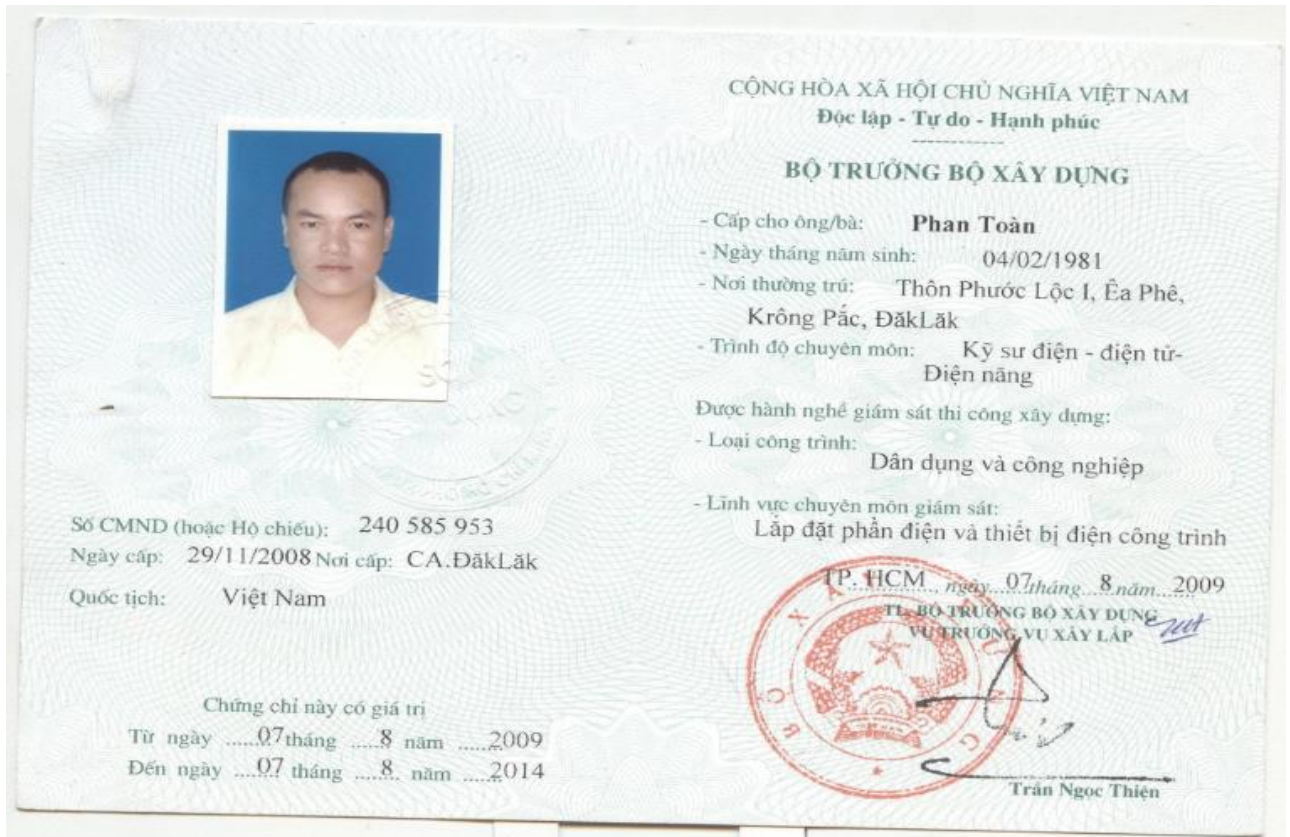 Số CMND (hoặc Hộ chiếu): 240 585 953
Ngày cấp: 29/11/2008 Nơi cấp: CA.ĐăkLăk
Quốc tịch: Việt Nam
Chứng chỉ này có giá trị
Từ ngày ......07 tháng .....8 năm .....2009
Đến ngày ....07 tháng ....8. năm .....2014
CỘNG HÒA XÃ HỘI CHỦ NGHĨA VIỆT NAM
Độc lập - Tự do - Hạnh phúc
------------
BỘ TRƯỞNG BỘ XÂY DỰNG
- Cấp cho ông/bà: Phan Toàn
- Ngày tháng năm sinh: 04/02/1981
- Nơi thường trú: Thôn Phước Lộc I, Êa Phê,
Krông Pắc, ĐăkLăk
- Trình độ chuyên môn: Kỹ sư điện - điện tử-
Điện năng
Được hành nghề giám sát thi công xây dựng:
- Loại công trình:
Dân dụng và công nghiệp
- Lĩnh vực chuyên môn giám sát:
Lắp đặt phần điện và thiết bị điện công trình
TP. HCM, ngày...07 tháng...8 năm...2009
TL. BỘ TRƯỞNG BỘ XÂY DỰNG
VỤ TRƯỞNG VỤ XÂY LẮP
BỘ XÂY DỰNG
Trần Ngọc Thiện